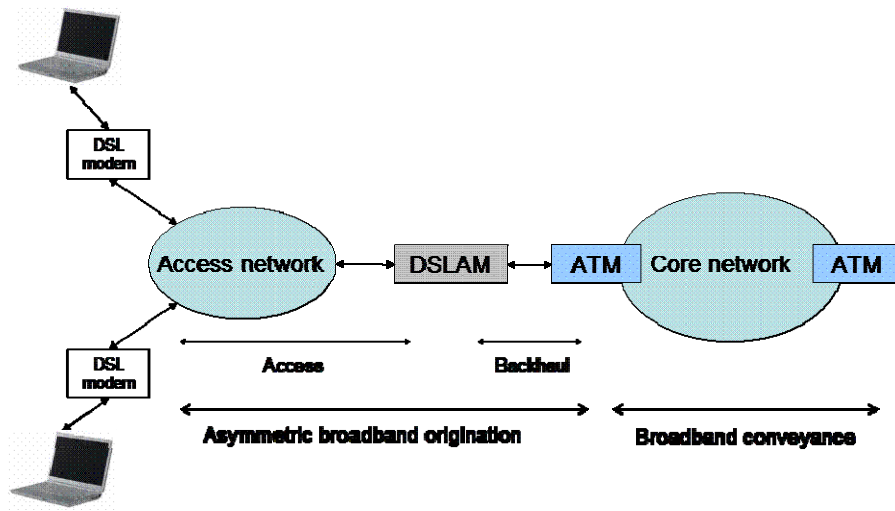 DSL
modem
Access network
DSLAM
ATM
Core network
ATM
Access
Backhaul
DSL
modem
Asymmetric broadband origination
Broadband conveyance